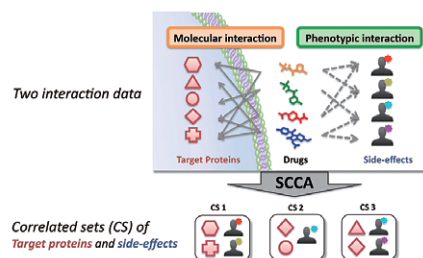 Molecular interaction
Phenotypic interaction
Two interaction data
Target Proteins
Drugs
Side-effects
SCCA
CS 1
CS 2
CS 3
Correlated sets (CS) of
Target proteins and side-effects